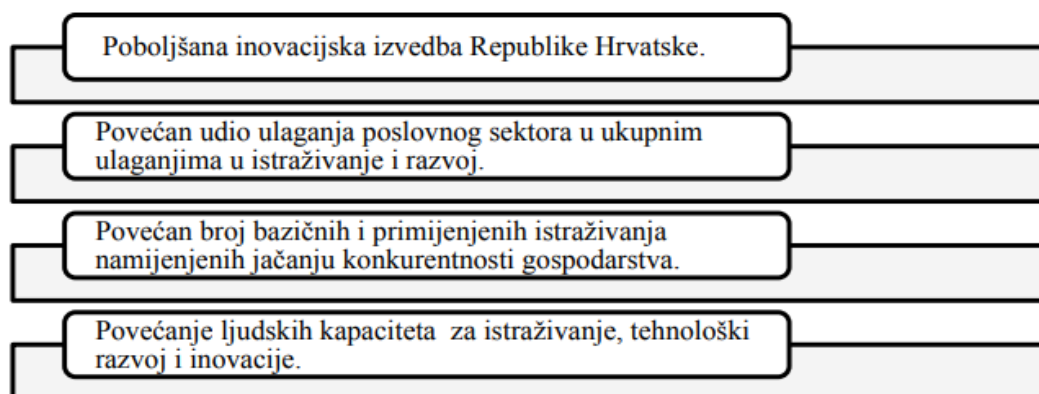 Poboljšana inovacijska izvedba Republike Hrvatske.
Povećan udio ulaganja poslovnog sektora u ukupnim
ulaganjima u istraživanje i razvoj.
Povećan broj bazičnih i primijenjenih istraživanja
namijenjenih jačanju konkurentnosti gospodarstva.
Povećanje ljudskih kapaciteta za istraživanje, tehnološki
razvoj i inovacije.